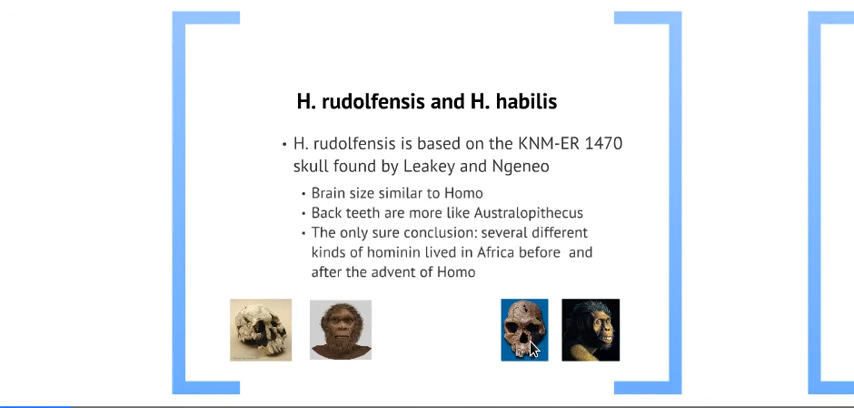 H. rudolfensis and H. habilis
• H. rudolfensis is based on the KNM-ER 1470
skull found by Leakey and Ngeneo
• Brain size similar to Homo
• Back teeth are more like Australopithecus
• The only sure conclusion: several different
kinds of hominin lived in Africa before and
after the advent of Homo